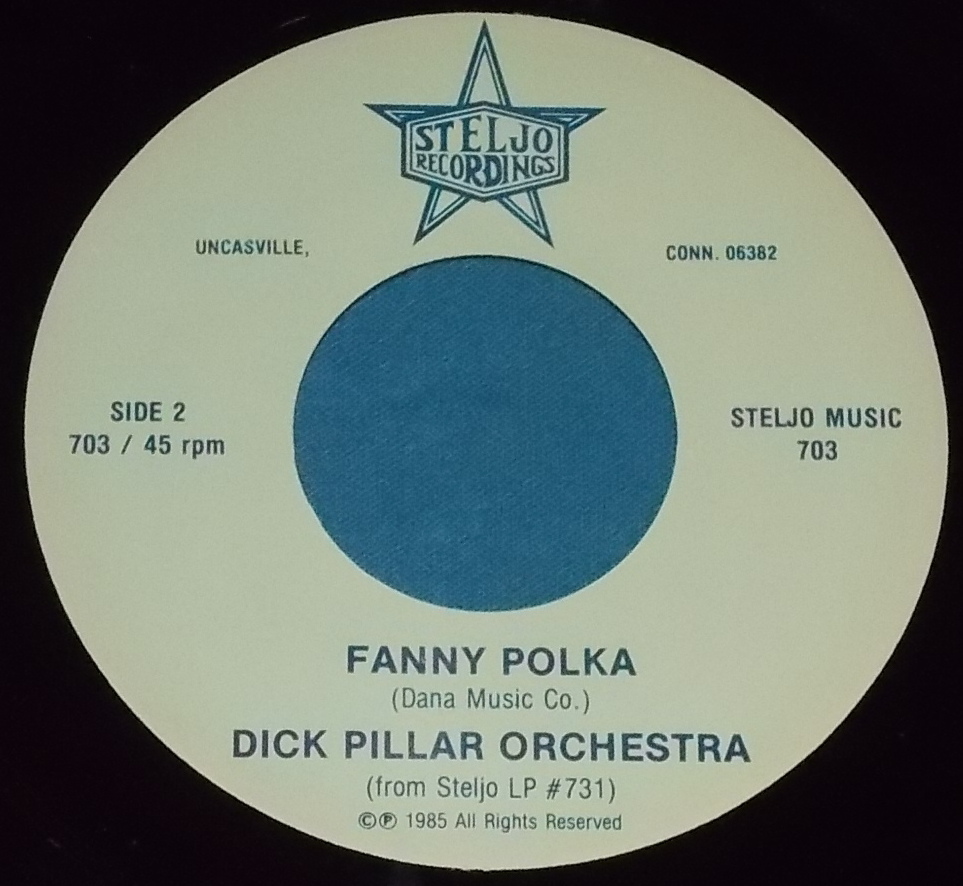 STELJO
RECORDINGS
UNCASVILLE, CONN. 06382
SIDE 2
703 / 45 rpm
STELJO MUSIC
703
FANNY POLKA
(Dana Music Co.)
DICK PILLAR ORCHESTRA
(from Steljo LP #731)
©℗ 1985 All Rights Reserved